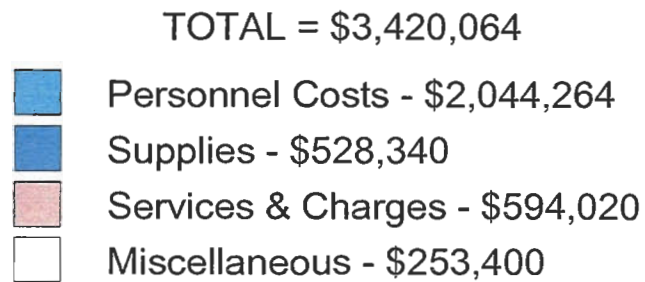 TOTAL = $3,420,064
Personnel Costs - $2,044,264
Supplies - $528,340
Services & Charges - $594,020
Miscellaneous - $253,400